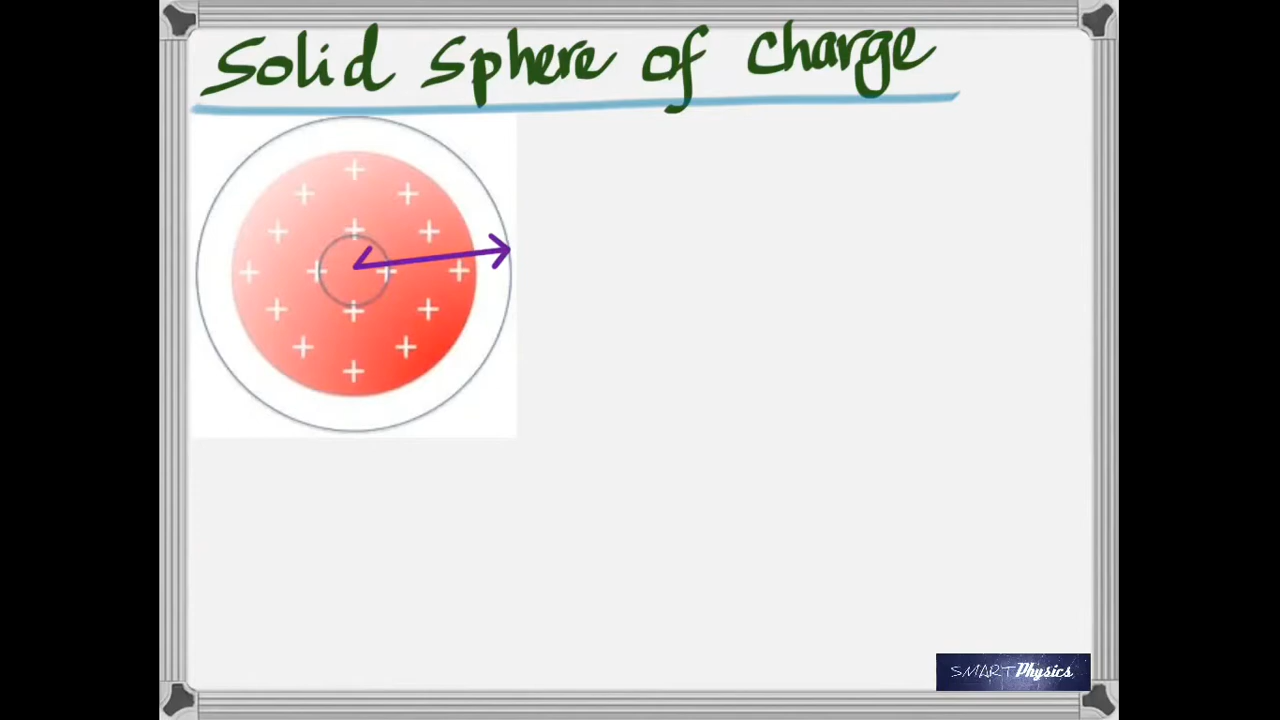 Solid Sphere of Charge
+
+ +
+ + +
+ + + +
+ + +
+ +
+
SMARTPhysics